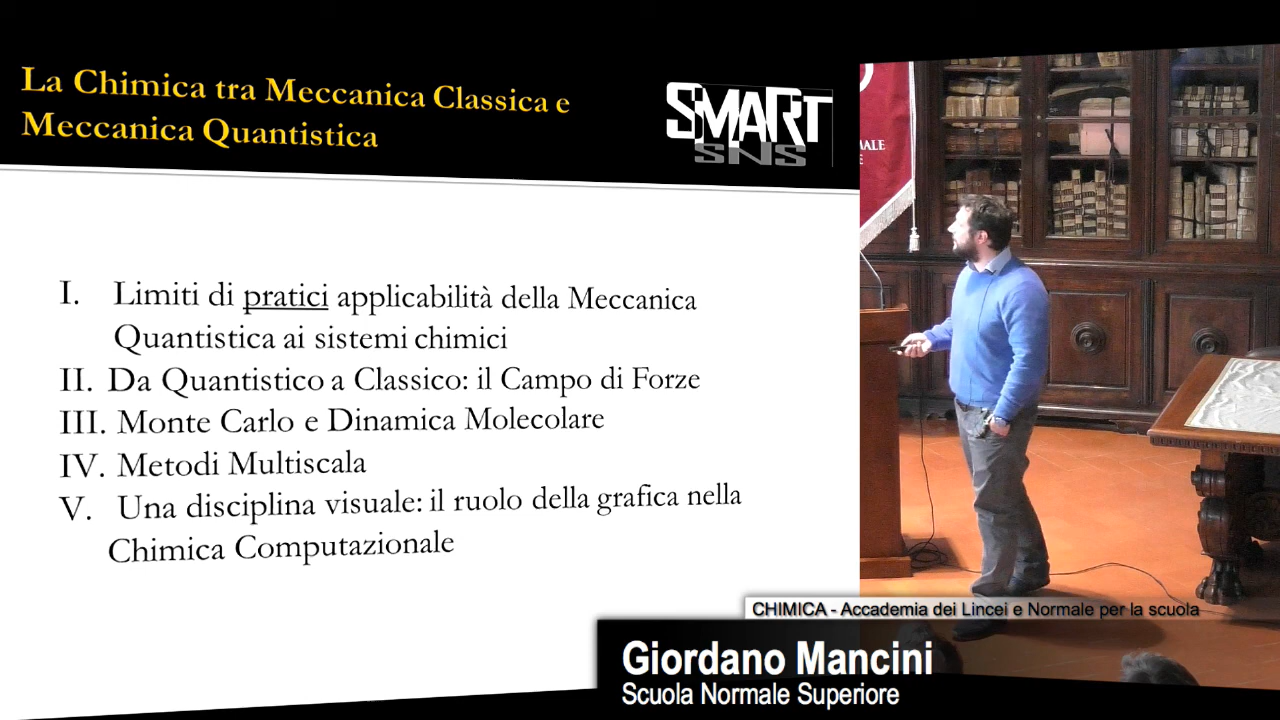 La Chimica tra Meccanica Classica e
Meccanica Quantistica
SMART
SNS
I. Limiti di pratici applicabilità della Meccanica
Quantistica ai sistemi chimici
II. Da Quantistico a Classico: il Campo di Forze
III. Monte Carlo e Dinamica Molecolare
IV. Metodi Multiscala
V. Una disciplina visuale: il ruolo della grafica nella
Chimica Computazionale
CHIMICA - Accademia dei Lincei e Normale per la scuola
Giordano Mancini
Scuola Normale Superiore